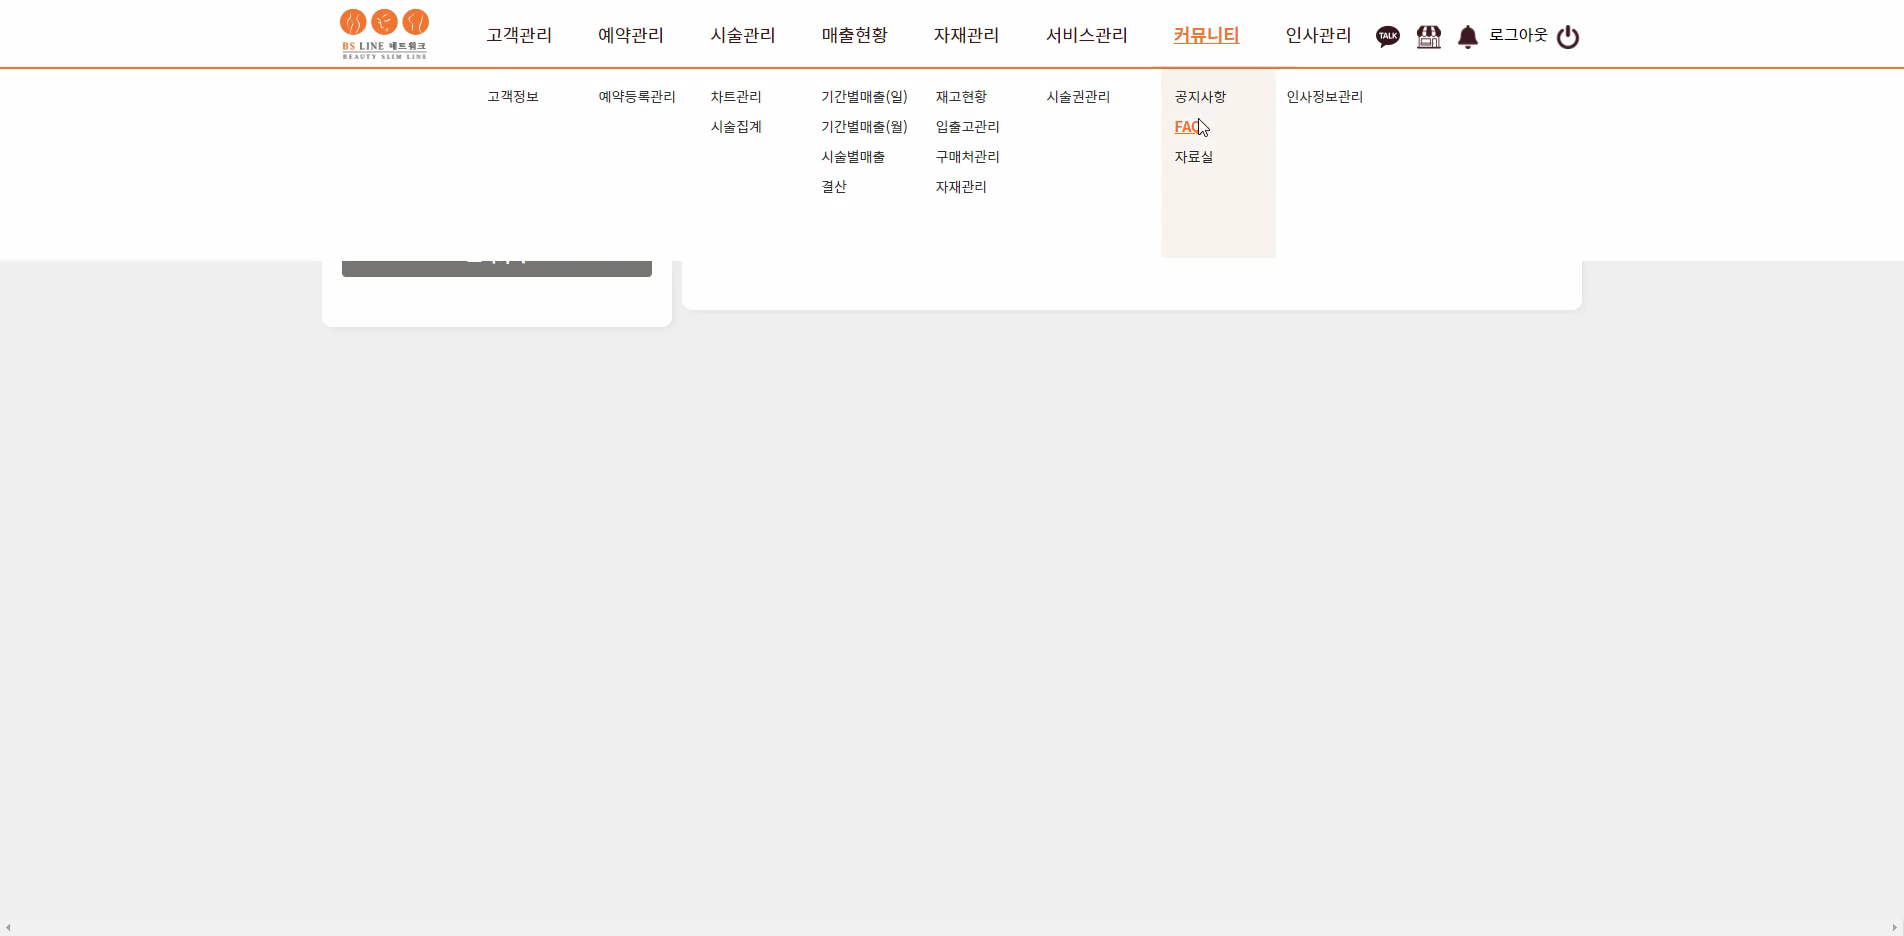 BS LINE 네트워크
BEAUTY SLIM LINE
고객관리 예약관리 시술관리 매출현황 자재관리 서비스관리 커뮤니티 인사관리 TALK 로그아웃
고객정보 예약등록관리 차트관리 기간별매출(일) 재고현황 시술권관리 공지사항 인사정보관리
시술집계 기간별매출(월) 입출고관리 FAQ
시술별매출 구매처관리 자료실
결산 자재관리